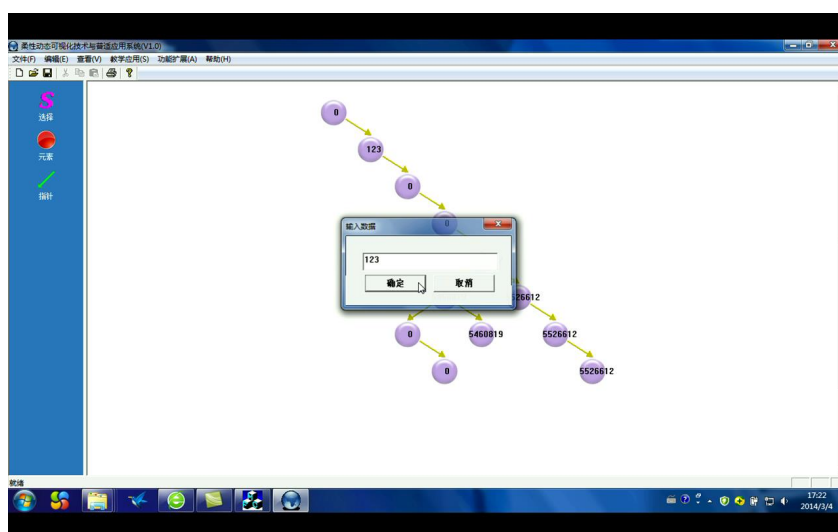 柔性动态可视化技术与普适应用系统(V1.0)
文件(F) 编辑(E) 查看(V) 教学应用(S) 功能扩展(A) 帮助(H)
S
选择
元素
指针
0
123
0
0
输入数据
123
确定 取消
26612
0 5460819 5526612
0 5526612
就绪
17:22
2014/3/4